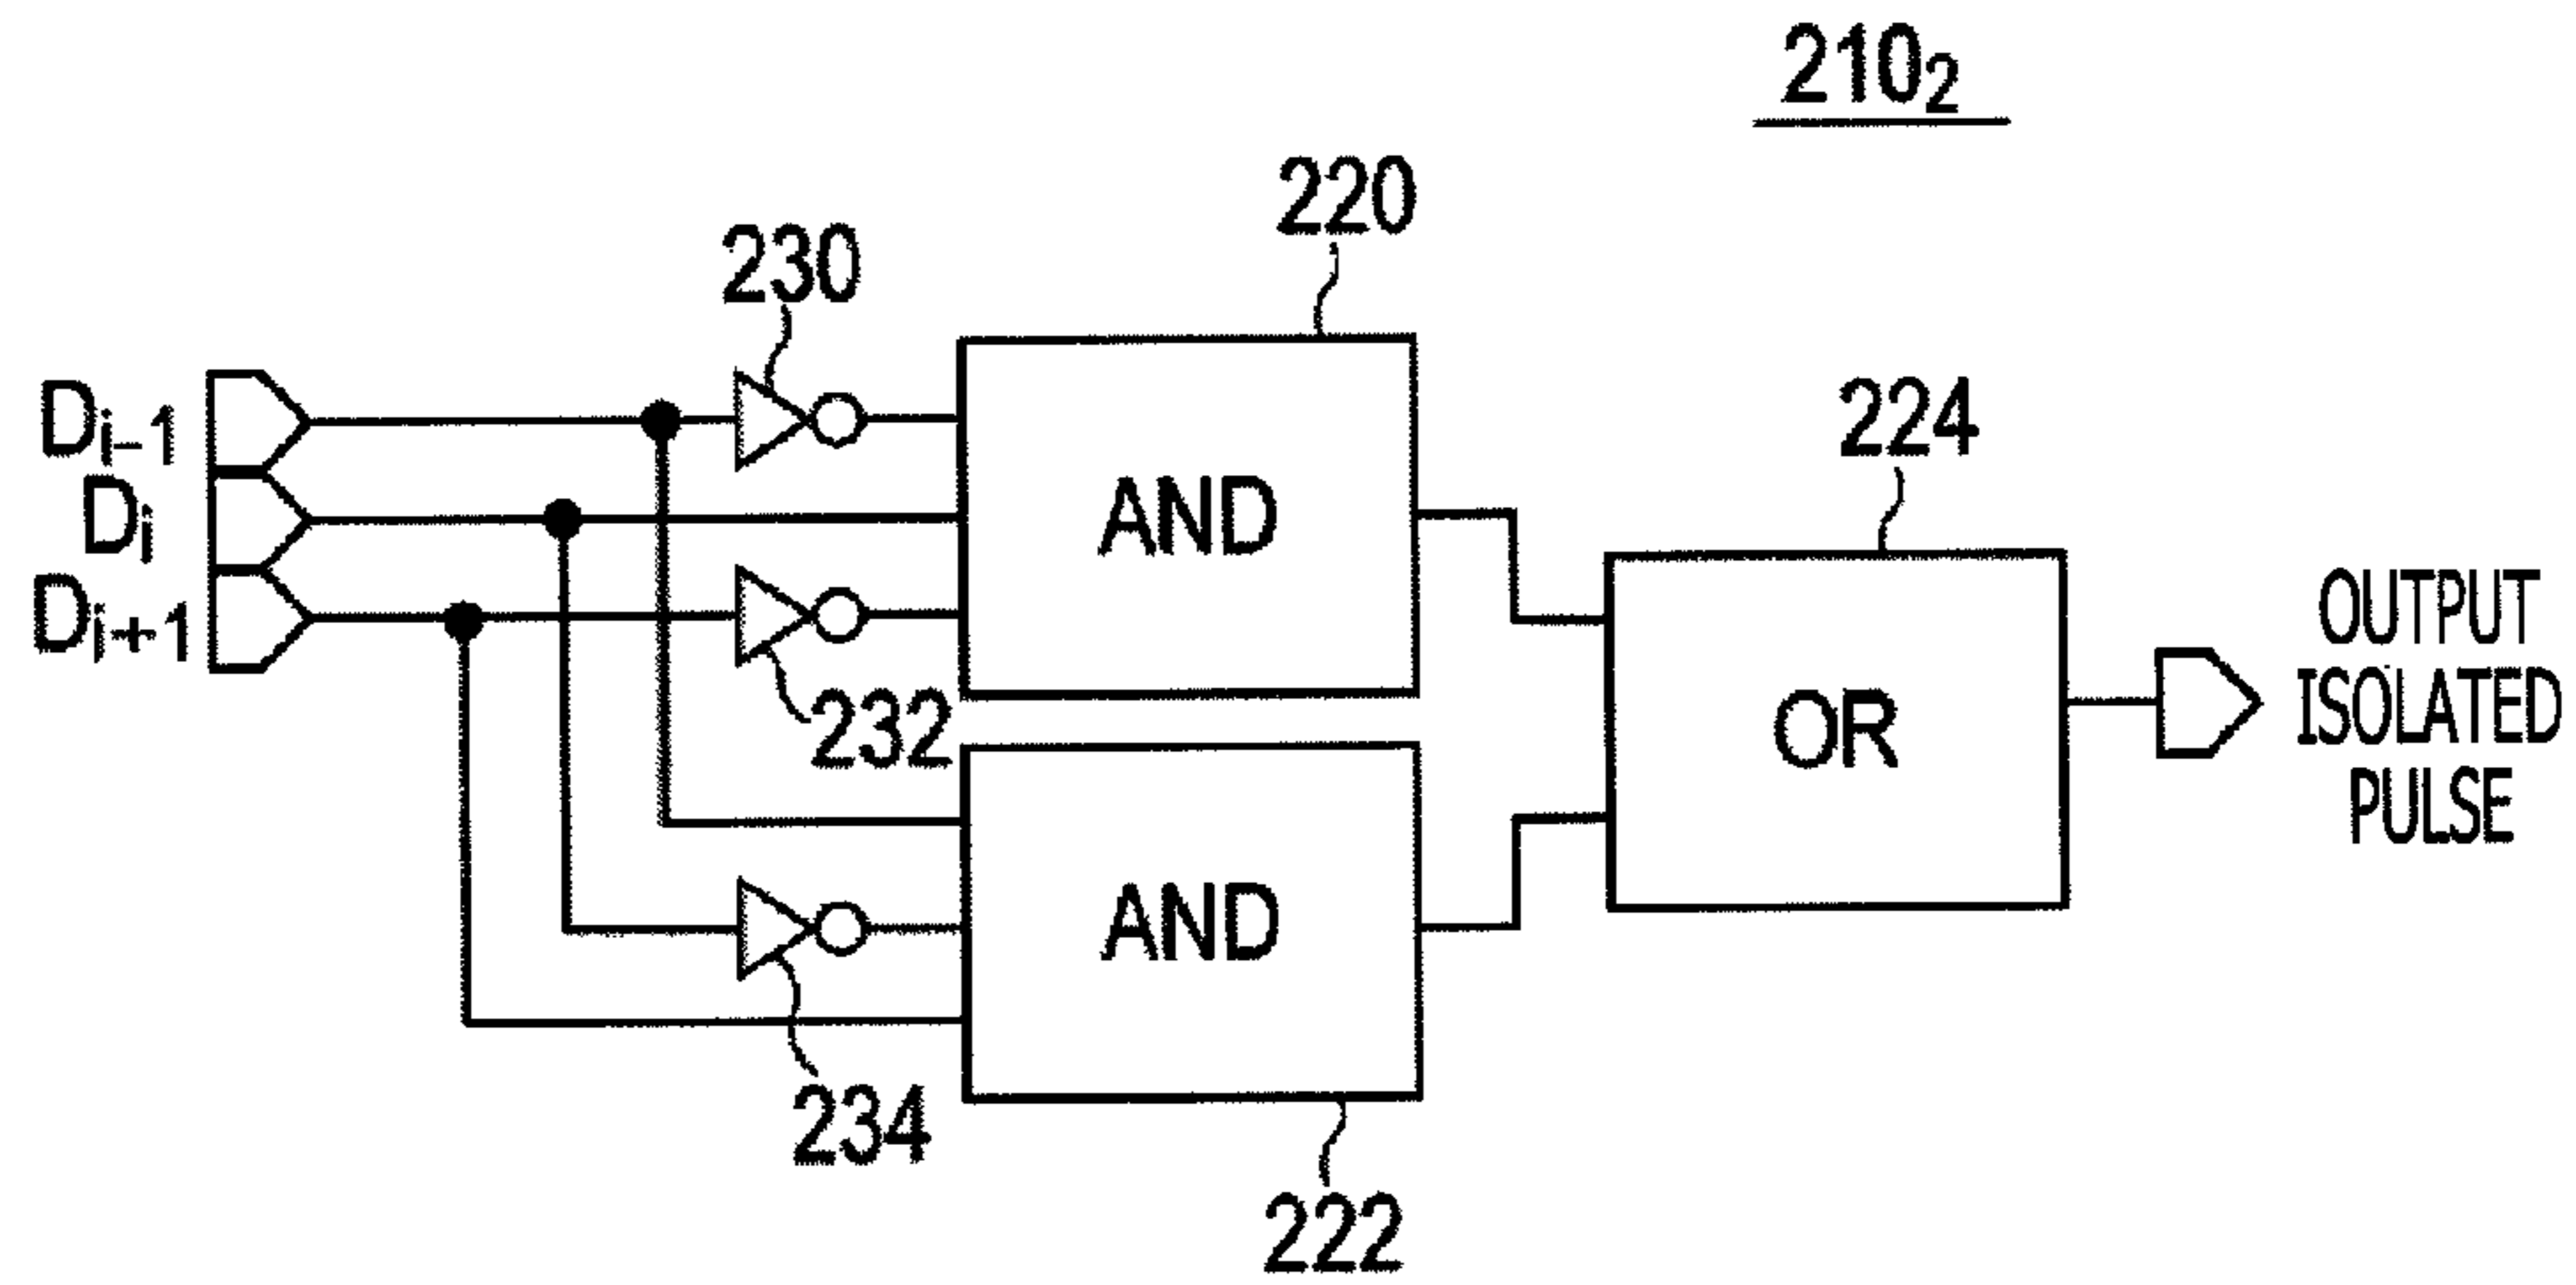 210₂
220
230
224
Dᵢ₋₁
Dᵢ
Dᵢ₊₁
AND
232
OR
OUTPUT
ISOLATED
PULSE
AND
234
222